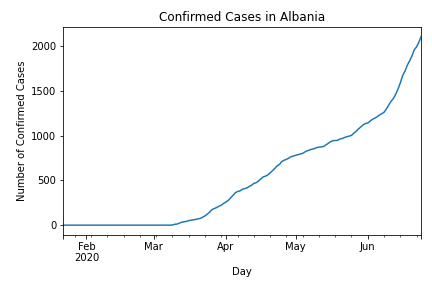 Confirmed Cases in Albania
Number of Confirmed Cases
2000
1500
1000
500
0
Feb
2020
Mar
Apr
May
Jun
Day